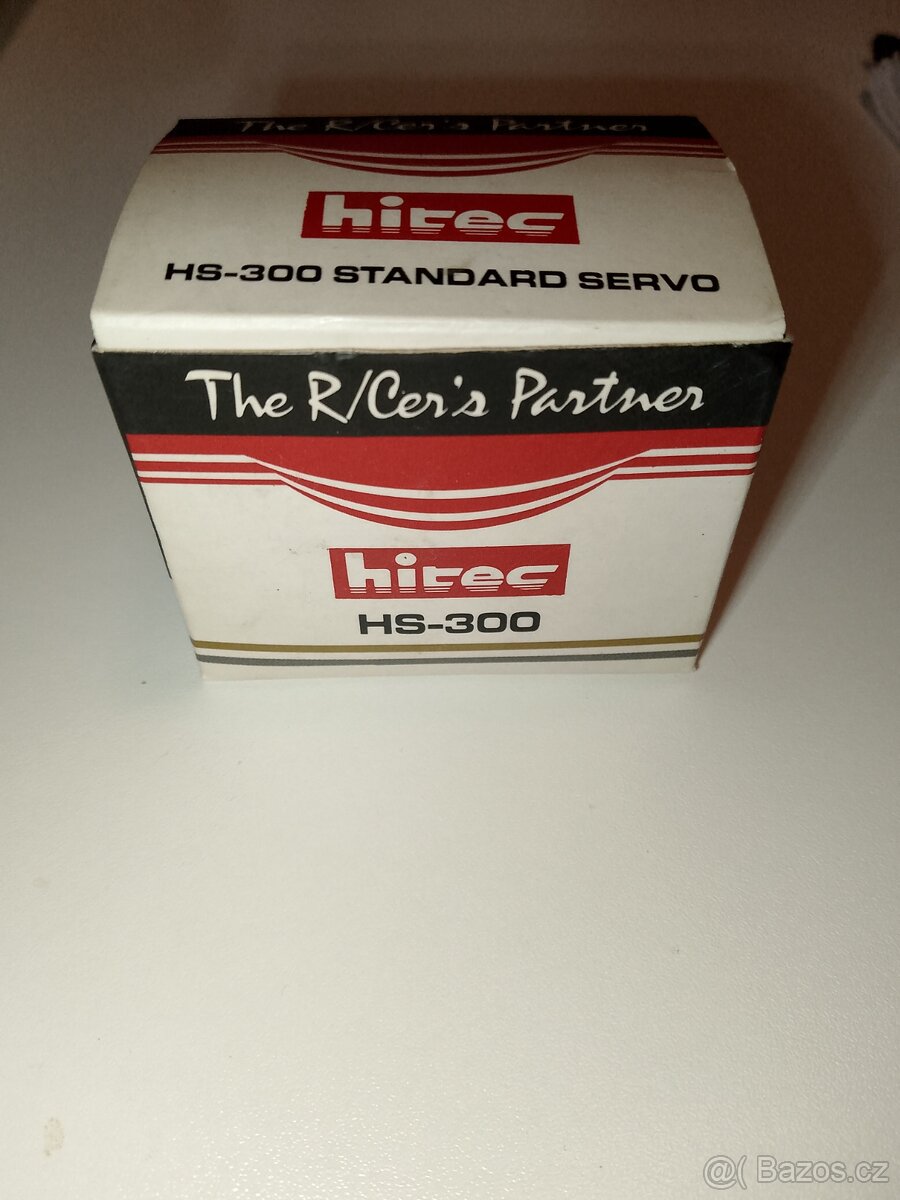 The R/Cer's Partner
hitec
HS-300 STANDARD SERVO
The R/Cer's Partner
hitec
HS-300
@( Bazos.cz